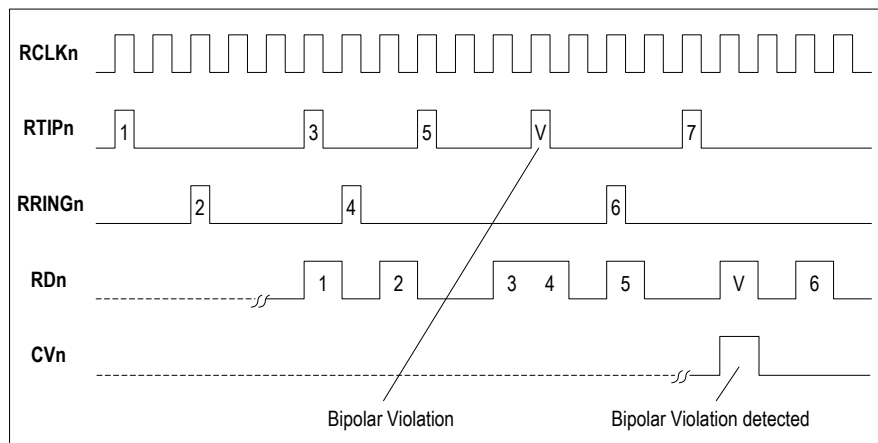 RCLKn
RTIPn 1 3 5 V 7
RRINGn 2 4 6
RDn 1 2 3 4 5 V 6
CVn
Bipolar Violation Bipolar Violation detected